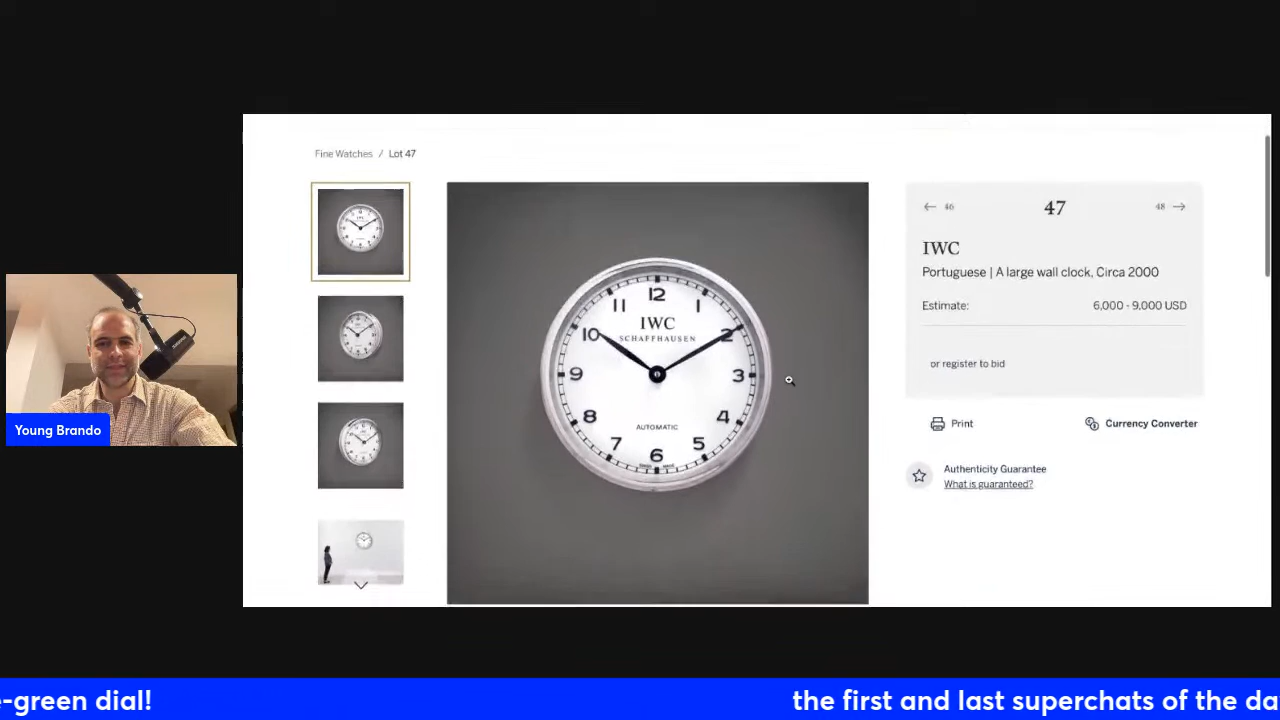 Fine Watches / Lot 47
46
47
48
IWC
Portuguese | A large wall clock, Circa 2000
Estimate: 6,000 - 9,000 USD
or register to bid
Print
Currency Converter
Authenticity Guarantee
What is guaranteed?
12
11 1
IWC
10 2
SCHAFFHAUSEN
9 3
8 4
AUTOMATIC
7 5
6
Young Brando
-green dial! the first and last superchats of the da